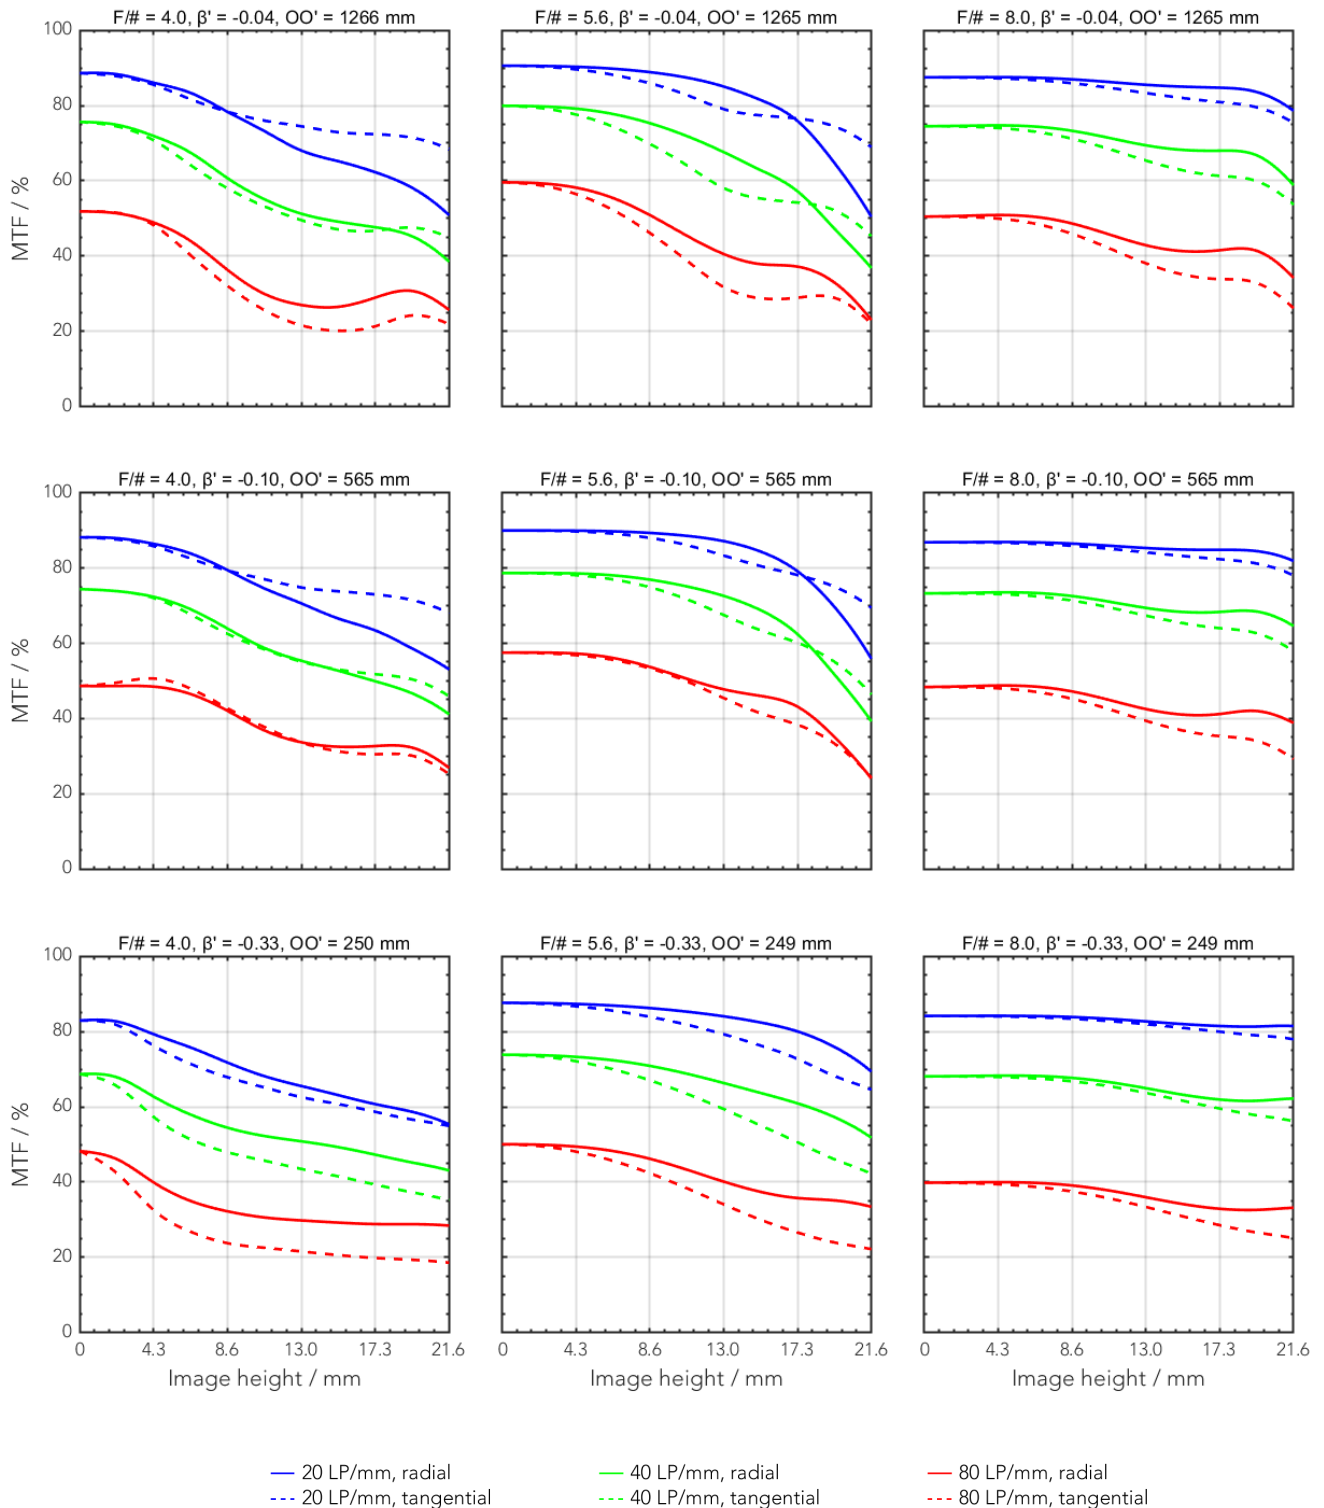 F/# = 4.0, β' = -0.04, OO' = 1266 mm
F/# = 5.6, β' = -0.04, OO' = 1265 mm
F/# = 8.0, β' = -0.04, OO' = 1265 mm
100
80
60
40
20
0
MTF / %
F/# = 4.0, β' = -0.10, OO' = 565 mm
F/# = 5.6, β' = -0.10, OO' = 565 mm
F/# = 8.0, β' = -0.10, OO' = 565 mm
100
80
60
40
20
0
MTF / %
F/# = 4.0, β' = -0.33, OO' = 250 mm
F/# = 5.6, β' = -0.33, OO' = 249 mm
F/# = 8.0, β' = -0.33, OO' = 249 mm
100
80
60
40
20
0
MTF / %
0 4.3 8.6 13.0 17.3 21.6
0 4.3 8.6 13.0 17.3 21.6
0 4.3 8.6 13.0 17.3 21.6
Image height / mm
Image height / mm
Image height / mm
20 LP/mm, radial
40 LP/mm, radial
80 LP/mm, radial
20 LP/mm, tangential
40 LP/mm, tangential
80 LP/mm, tangential